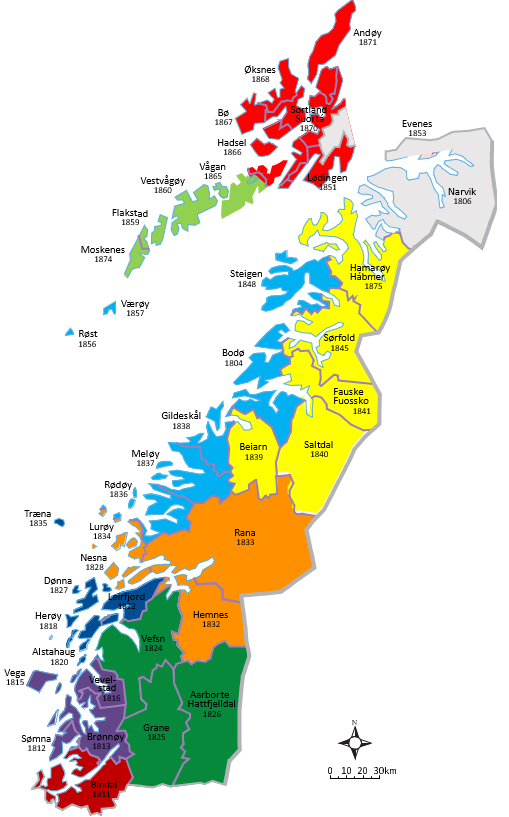 Andøy
1871
Øksnes
1868
Bø
1867
Sortland
Suortá
1870
Evenes
1853
Hadsel
1866
Vågan
1865
Lødingen
1851
Vestvågøy
1860
Narvik
1806
Flakstad
1859
Moskenes
1874
Steigen
1848
Hamarøy
Hábmer
1875
Værøy
1857
Røst
1856
Sørfold
1845
Bodø
1804
Fauske
Fuossko
1841
Gildeskål
1838
Beiarn
1839
Saltdal
1840
Meløy
1837
Rødøy
1836
Træna
1835
Lurøy
1834
Rana
1833
Nesna
1828
Dønna
1827
Leirfjord
1822
Herøy
1818
Hemnes
1832
Vefsn
1824
Alstahaug
1820
Vega
1815
Vevel-
stad
1816
Aarborte
Hattfjelldal
1826
Grane
1825
Sømna
1812
Brønnøy
1813
Bindal
1811
N
0 10 20 30km